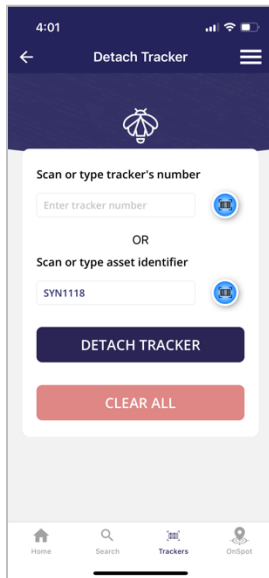 4:01
Detach Tracker
Scan or type tracker's number
Enter tracker number
OR
Scan or type asset identifier
SYN1118
DETACH TRACKER
CLEAR ALL
Home
Search
Trackers
OnSpot